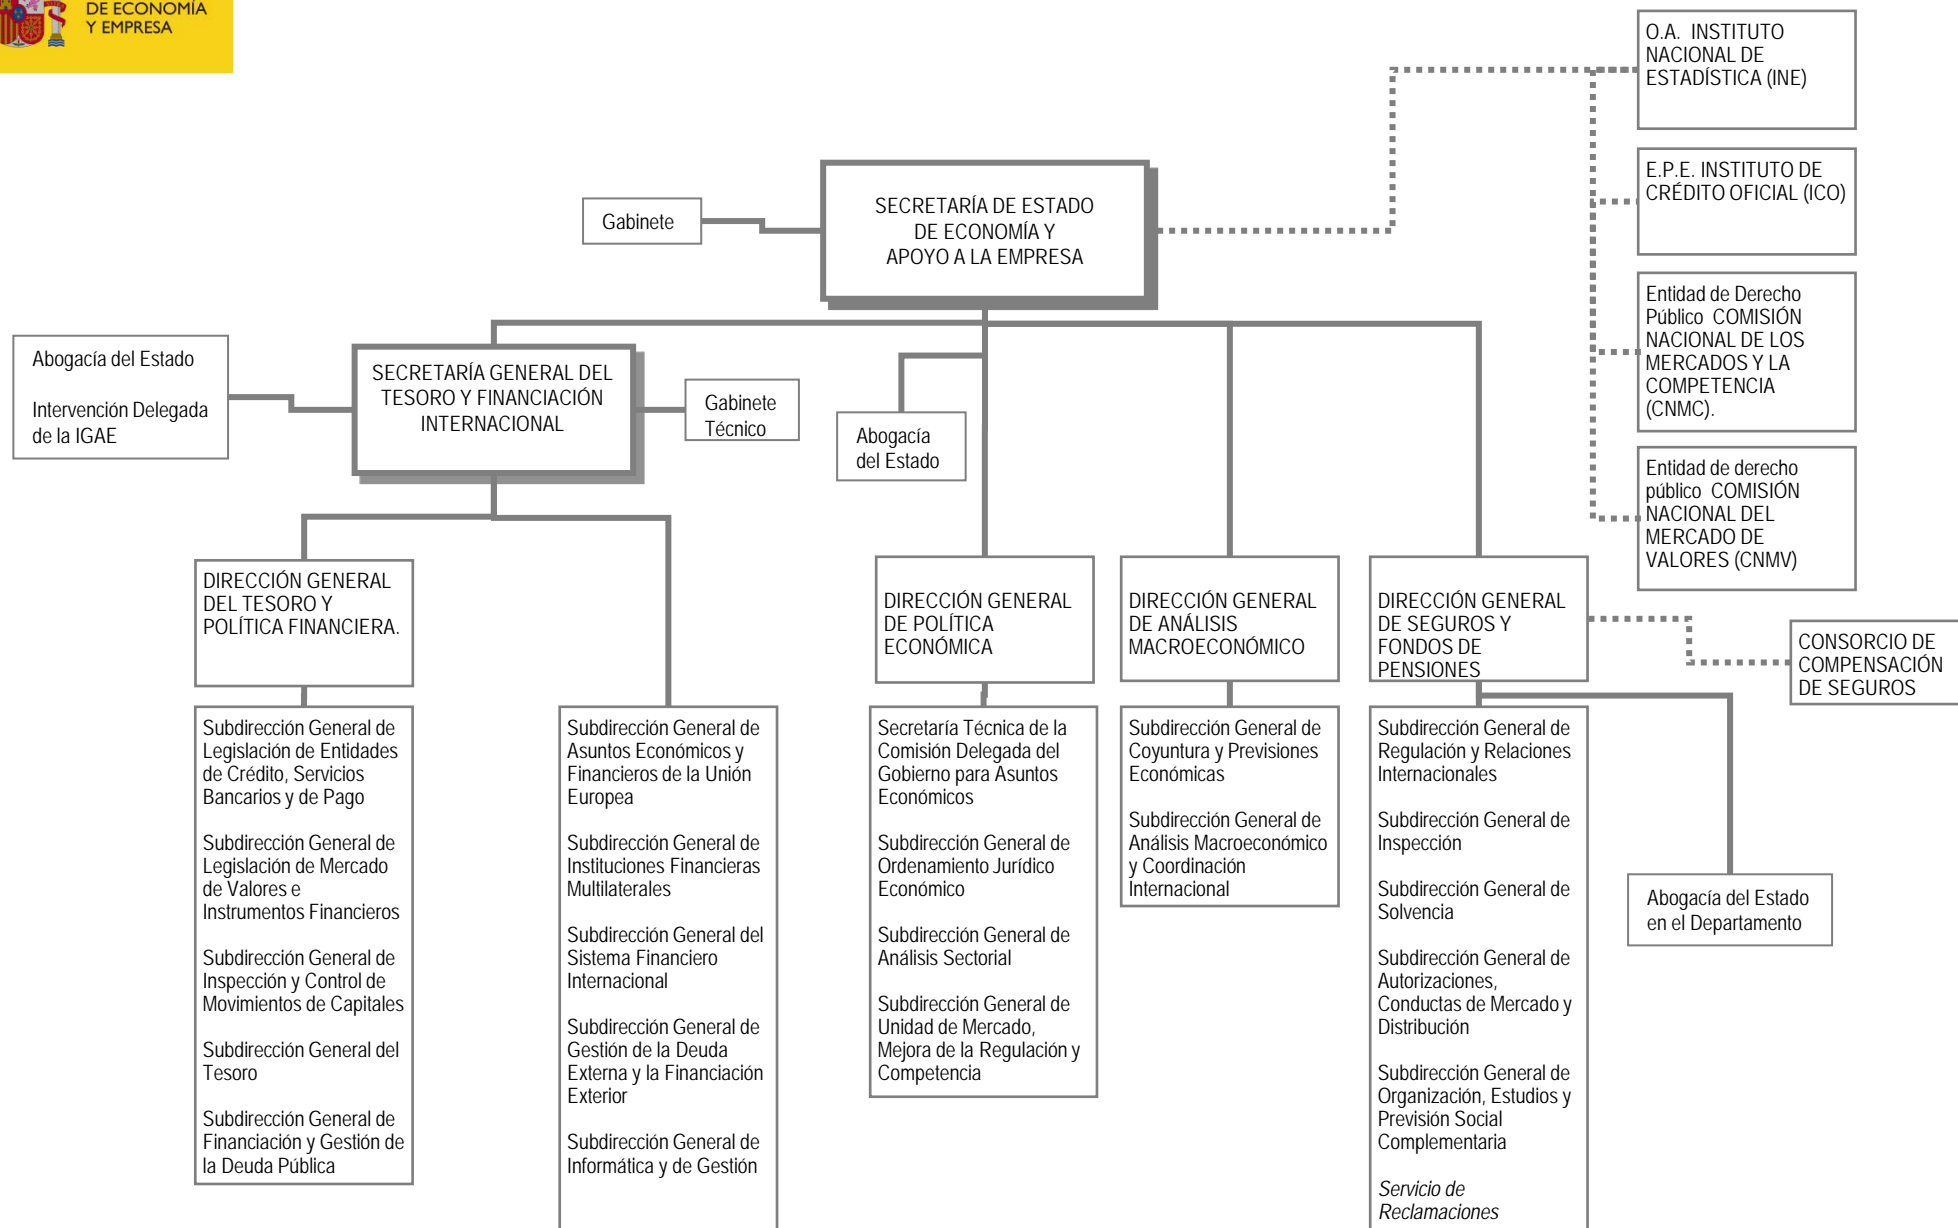 DE ECONOMÍA
Y EMPRESA
O.A. INSTITUTO
NACIONAL DE
ESTADÍSTICA (INE)
E.P.E. INSTITUTO DE
CRÉDITO OFICIAL (ICO)
Entidad de Derecho
Público COMISIÓN
NACIONAL DE LOS
MERCADOS Y LA
COMPETENCIA
(CNMC).
Entidad de derecho
público COMISIÓN
NACIONAL DEL
MERCADO DE
VALORES (CNMV)
Gabinete
SECRETARÍA DE ESTADO
DE ECONOMÍA Y
APOYO A LA EMPRESA
Abogacía del Estado
Intervención Delegada
de la IGAE
SECRETARÍA GENERAL DEL
TESORO Y FINANCIACIÓN
INTERNACIONAL
Gabinete
Técnico
Abogacía
del Estado
DIRECCIÓN GENERAL
DEL TESORO Y
POLÍTICA FINANCIERA.
DIRECCIÓN GENERAL
DE POLÍTICA
ECONÓMICA
DIRECCIÓN GENERAL
DE ANÁLISIS
MACROECONÓMICO
DIRECCIÓN GENERAL
DE SEGUROS Y
FONDOS DE
PENSIONES
CONSORCIO DE
COMPENSACIÓN
DE SEGUROS
Subdirección General de
Legislación de Entidades
de Crédito, Servicios
Bancarios y de Pago
Subdirección General de
Legislación de Mercado
de Valores e
Instrumentos Financieros
Subdirección General de
Inspección y Control de
Movimientos de Capitales
Subdirección General del
Tesoro
Subdirección General de
Financiación y Gestión de
la Deuda Pública
Subdirección General de
Asuntos Económicos y
Financieros de la Unión
Europea
Subdirección General de
Instituciones Financieras
Multilaterales
Subdirección General del
Sistema Financiero
Internacional
Subdirección General de
Gestión de la Deuda
Externa y la Financiación
Exterior
Subdirección General de
Informática y de Gestión
Secretaría Técnica de la
Comisión Delegada del
Gobierno para Asuntos
Económicos
Subdirección General de
Ordenamiento Jurídico
Económico
Subdirección General de
Análisis Sectorial
Subdirección General de
Unidad de Mercado,
Mejora de la Regulación y
Competencia
Subdirección General de
Coyuntura y Previsiones
Económicas
Subdirección General de
Análisis Macroeconómico
y Coordinación
Internacional
Subdirección General de
Regulación y Relaciones
Internacionales
Subdirección General de
Inspección
Subdirección General de
Solvencia
Subdirección General de
Autorizaciones,
Conductas de Mercado y
Distribución
Subdirección General de
Organización, Estudios y
Previsión Social
Complementaria
Servicio de
Reclamaciones
Abogacía del Estado
en el Departamento